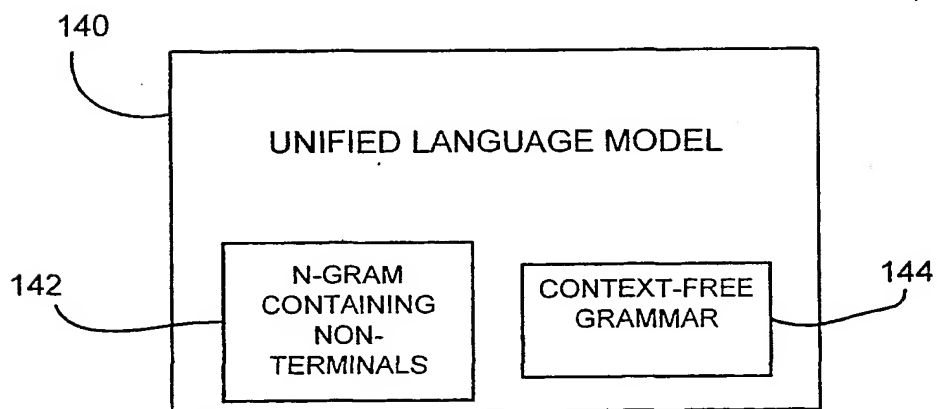 140
UNIFIED LANGUAGE MODEL
142
N-GRAM
CONTAINING
NON-
TERMINALS
CONTEXT-FREE
GRAMMAR
144